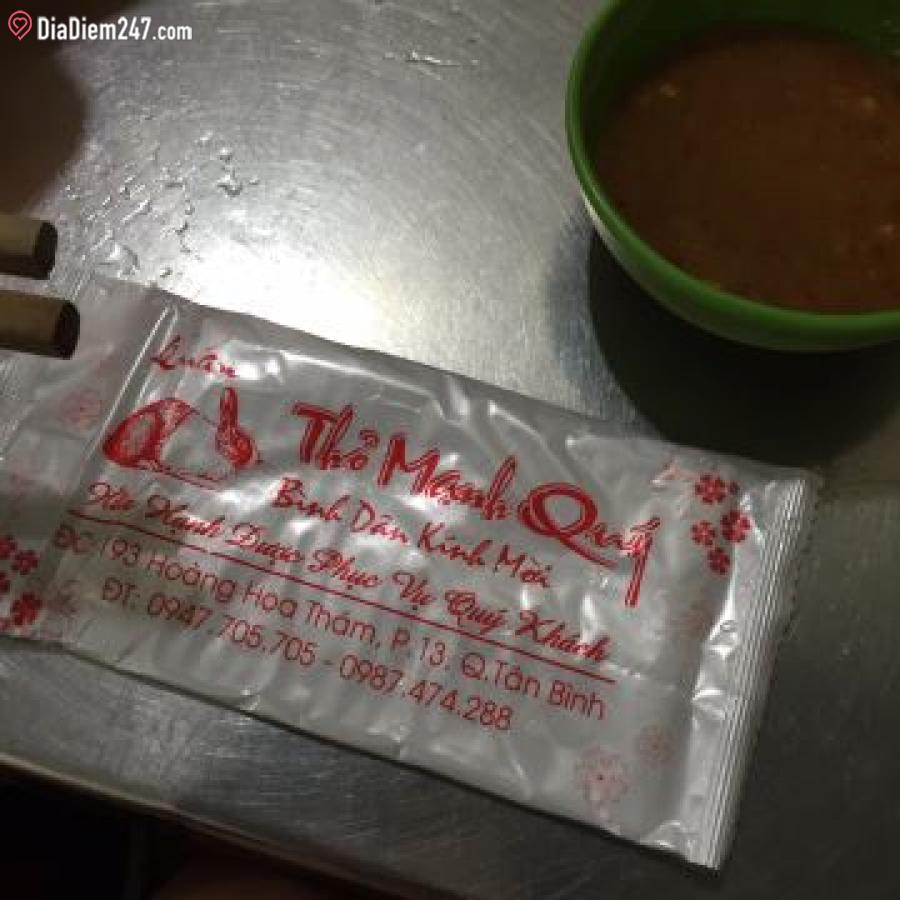 DiaDiem247.com
Quán
Thỏ Mạnh Quý
Bình Dân Kính Mời
Hân Hạnh Được Phục Vụ Quý Khách
ĐC: 93 Hoàng Hoa Thám, P. 13, Q.Tân Bình
ĐT: 0947.705.705 - 0987.474.288